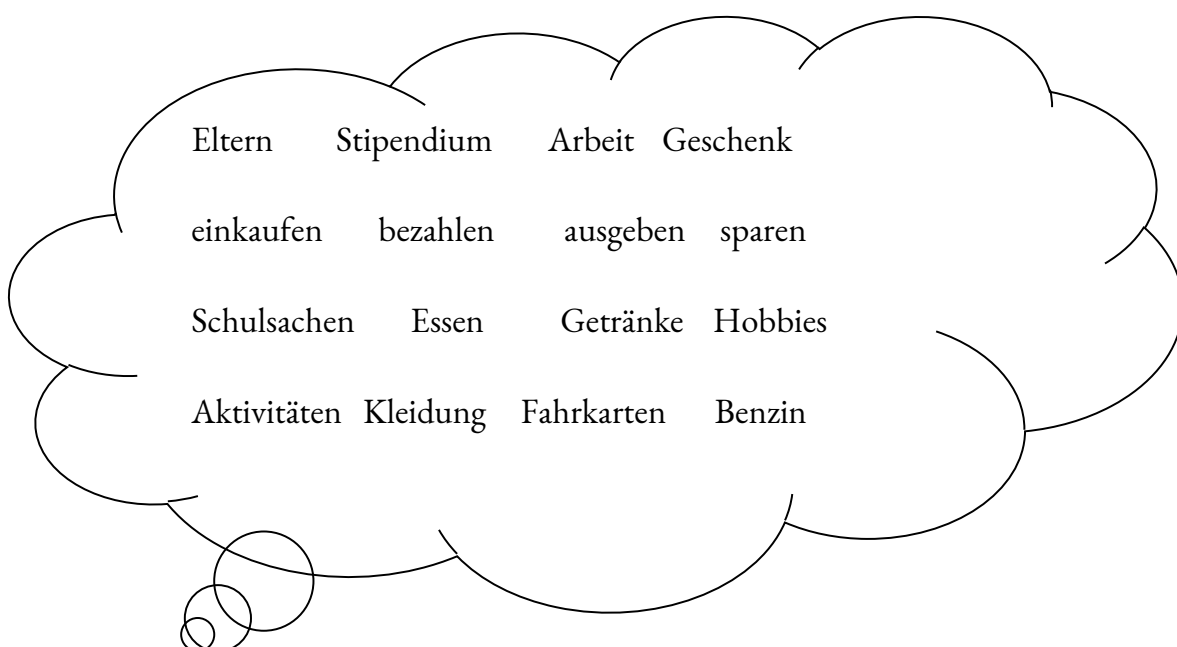 Eltern Stipendium Arbeit Geschenk
einkaufen bezahlen ausgeben sparen
Schulsachen Essen Getränke Hobbies
Aktivitäten Kleidung Fahrkarten Benzin